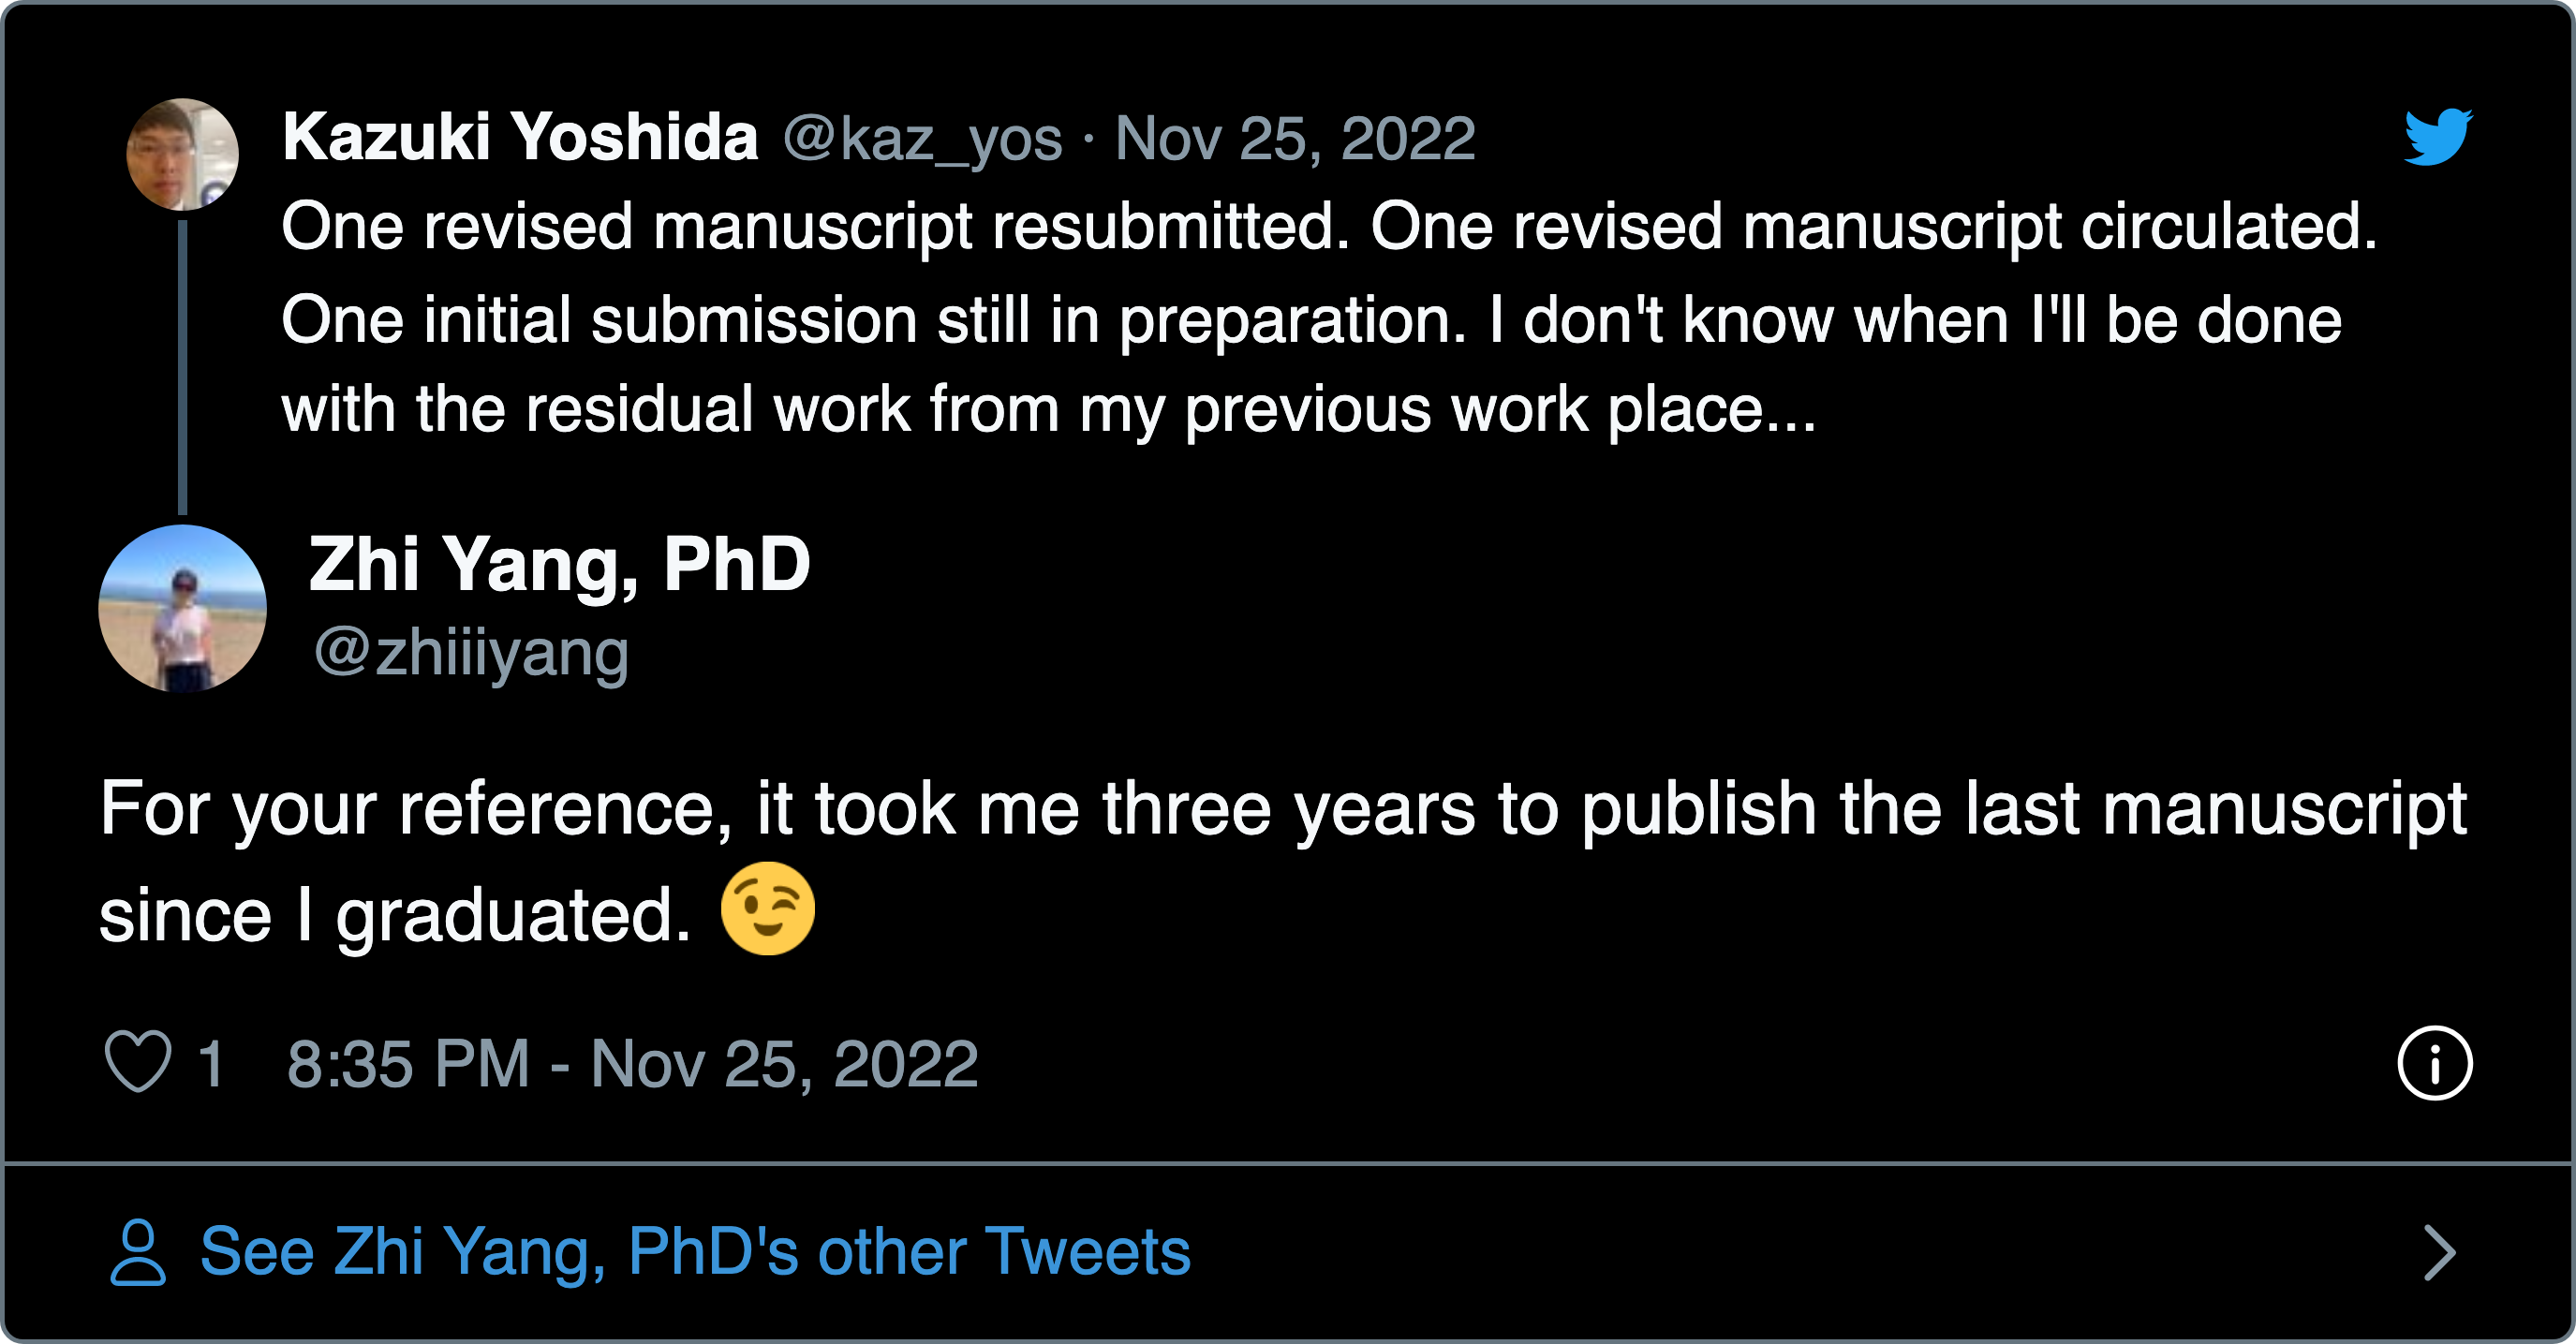 Kazuki Yoshida @kaz_yos · Nov 25, 2022
One revised manuscript resubmitted. One revised manuscript circulated.
One initial submission still in preparation. I don't know when I'll be done
with the residual work from my previous work place...
Zhi Yang, PhD
@zhiiiyang
For your reference, it took me three years to publish the last manuscript
since I graduated. 😉
1 8:35 PM - Nov 25, 2022
See Zhi Yang, PhD's other Tweets